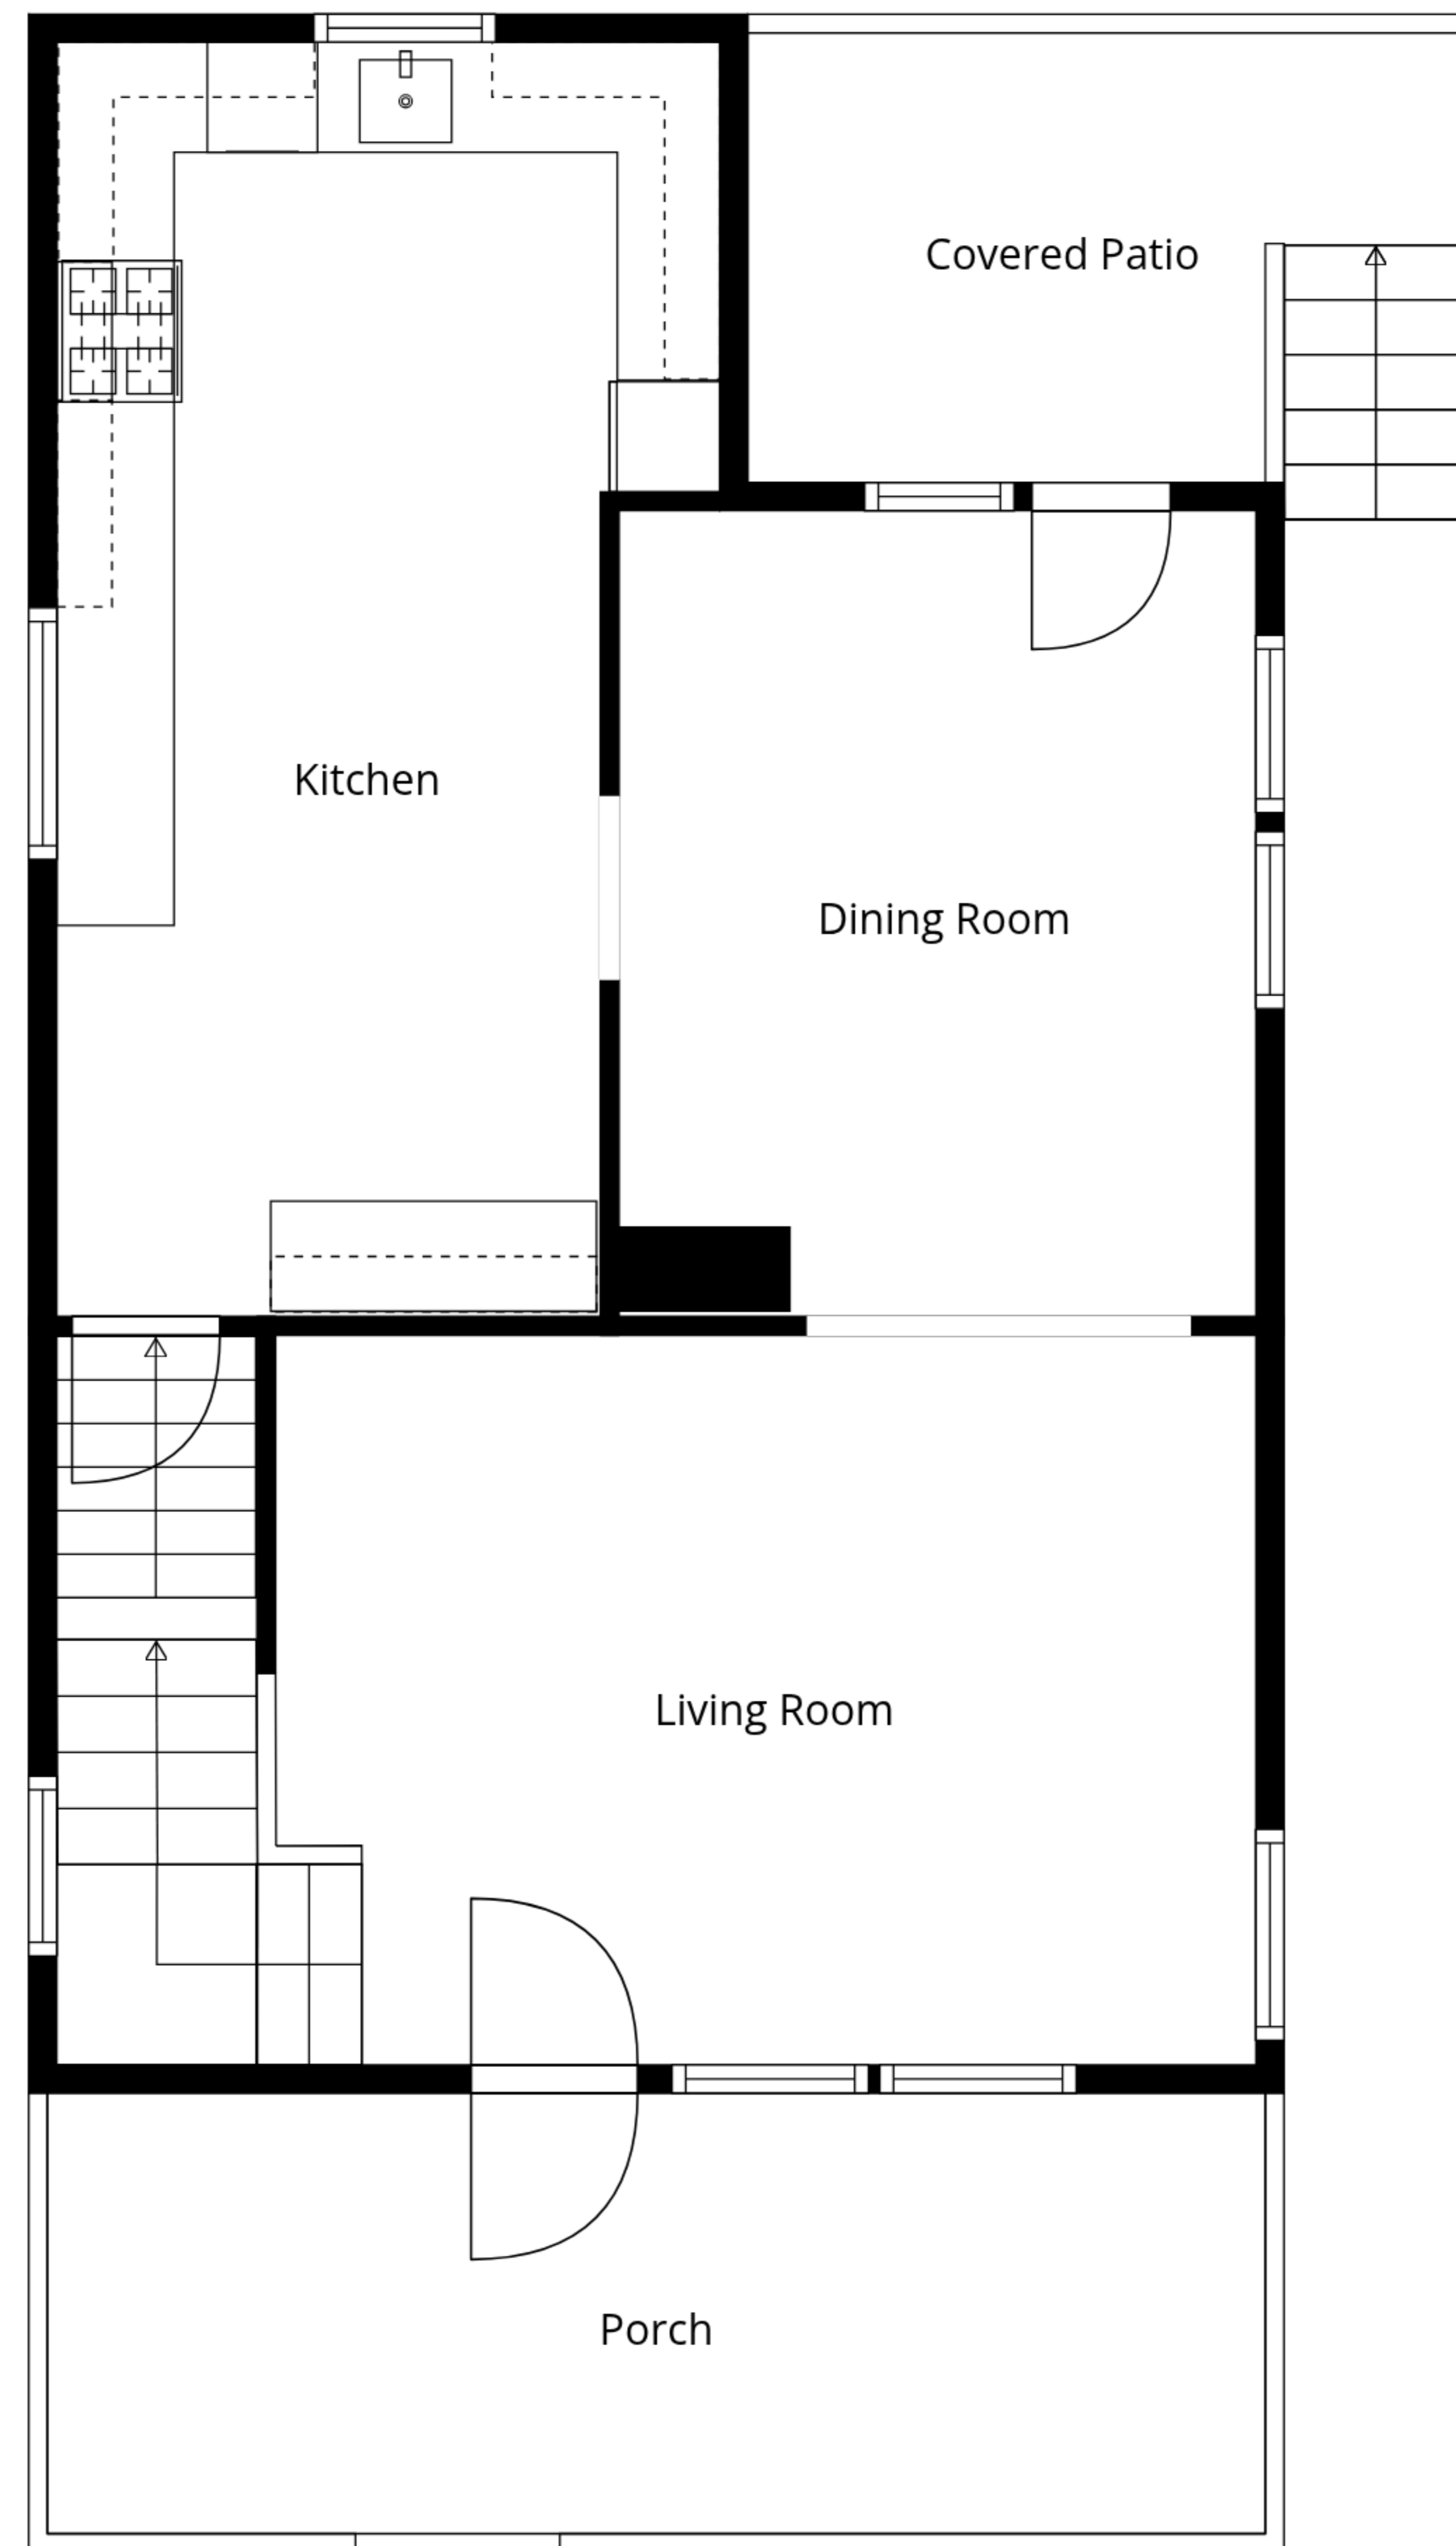 Covered Patio
Kitchen
Dining Room
Living Room
Porch